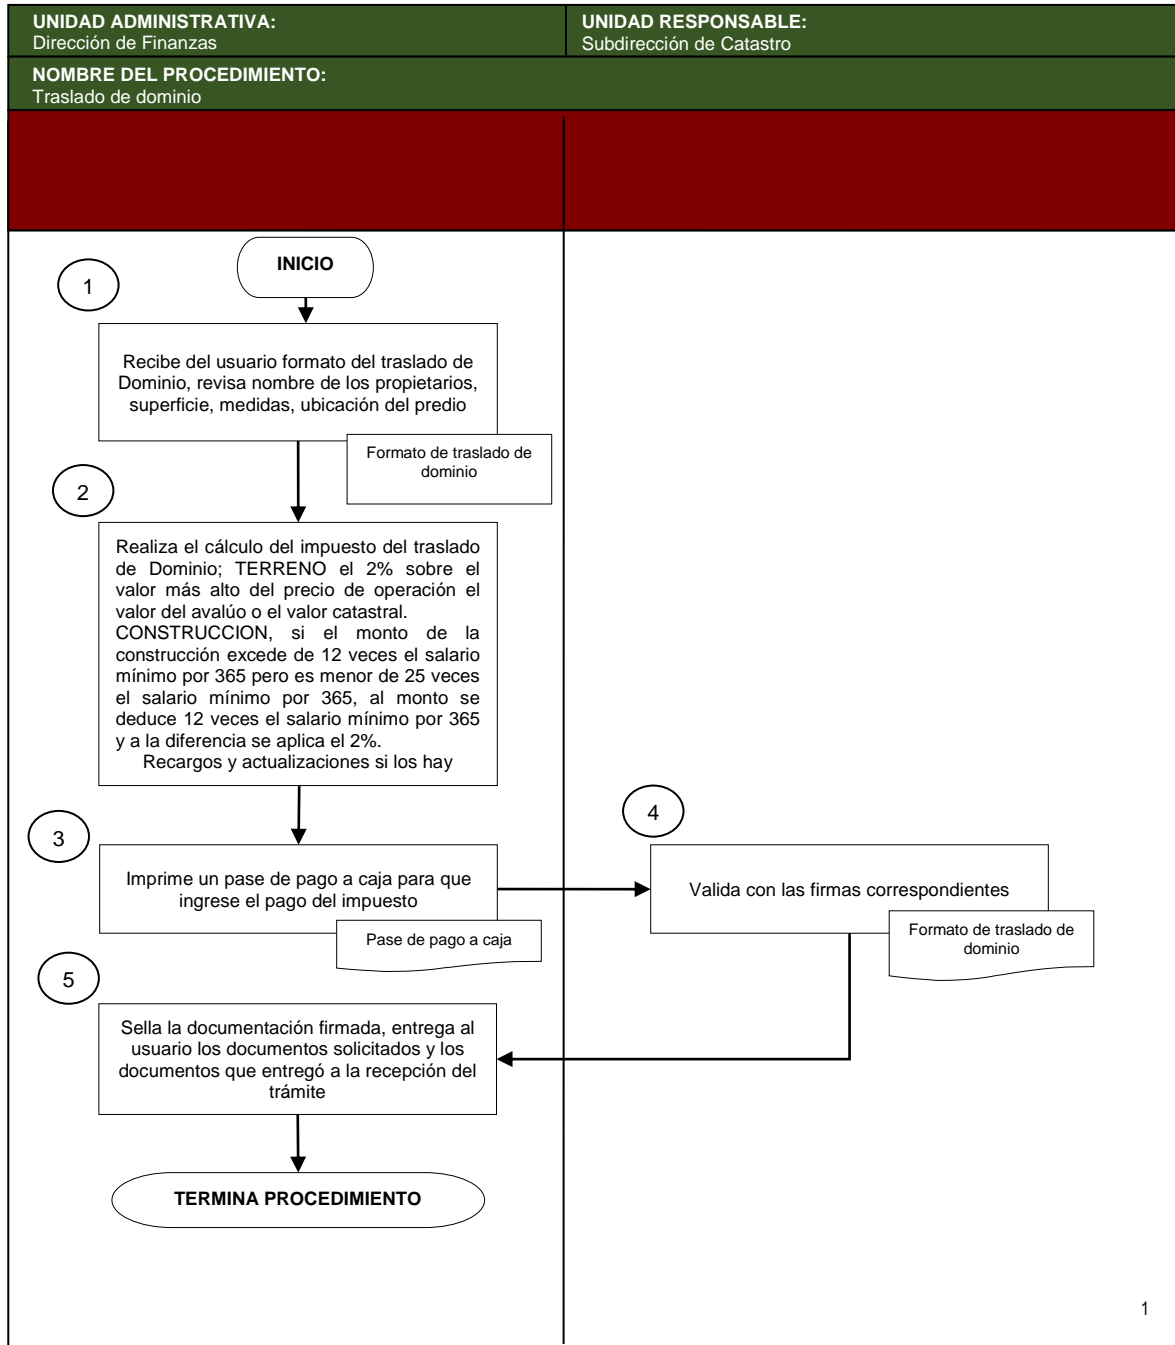 UNIDAD ADMINISTRATIVA:
Dirección de Finanzas
UNIDAD RESPONSABLE:
Subdirección de Catastro
NOMBRE DEL PROCEDIMIENTO:
Traslado de dominio
INICIO
1
Recibe del usuario formato del traslado de
Dominio, revisa nombre de los propietarios,
superficie, medidas, ubicación del predio
Formato de traslado de
dominio
2
Realiza el cálculo del impuesto del traslado
de Dominio; TERRENO el 2% sobre el
valor más alto del precio de operación el
valor del avalúo o el valor catastral.
CONSTRUCCION, si el monto de la
construcción excede de 12 veces el salario
mínimo por 365 pero es menor de 25 veces
el salario mínimo por 365, al monto se
deduce 12 veces el salario mínimo por 365
y a la diferencia se aplica el 2%.
Recargos y actualizaciones si los hay
3
Imprime un pase de pago a caja para que
ingrese el pago del impuesto
Pase de pago a caja
4
Valida con las firmas correspondientes
Formato de traslado de
dominio
5
Sella la documentación firmada, entrega al
usuario los documentos solicitados y los
documentos que entregó a la recepción del
trámite
TERMINA PROCEDIMIENTO
1